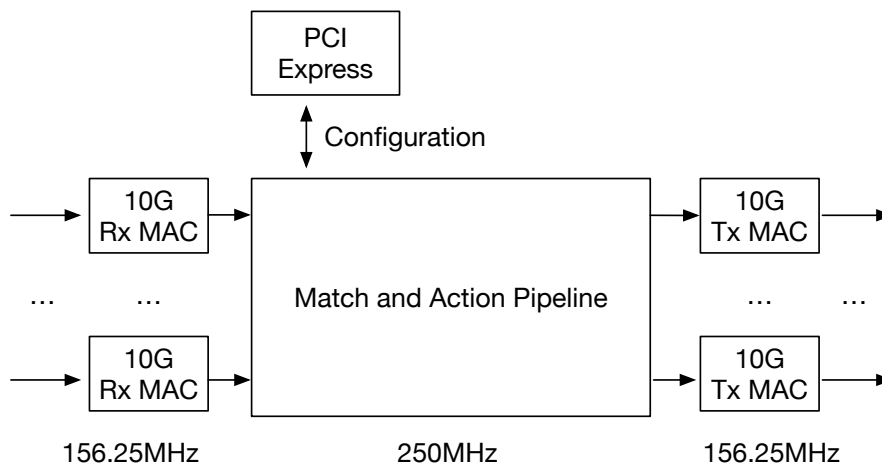 PCI
Express
Configuration
10G
Rx MAC
10G
Tx MAC
...
...
Match and Action Pipeline
...
...
10G
Rx MAC
10G
Tx MAC
156.25MHz
250MHz
156.25MHz